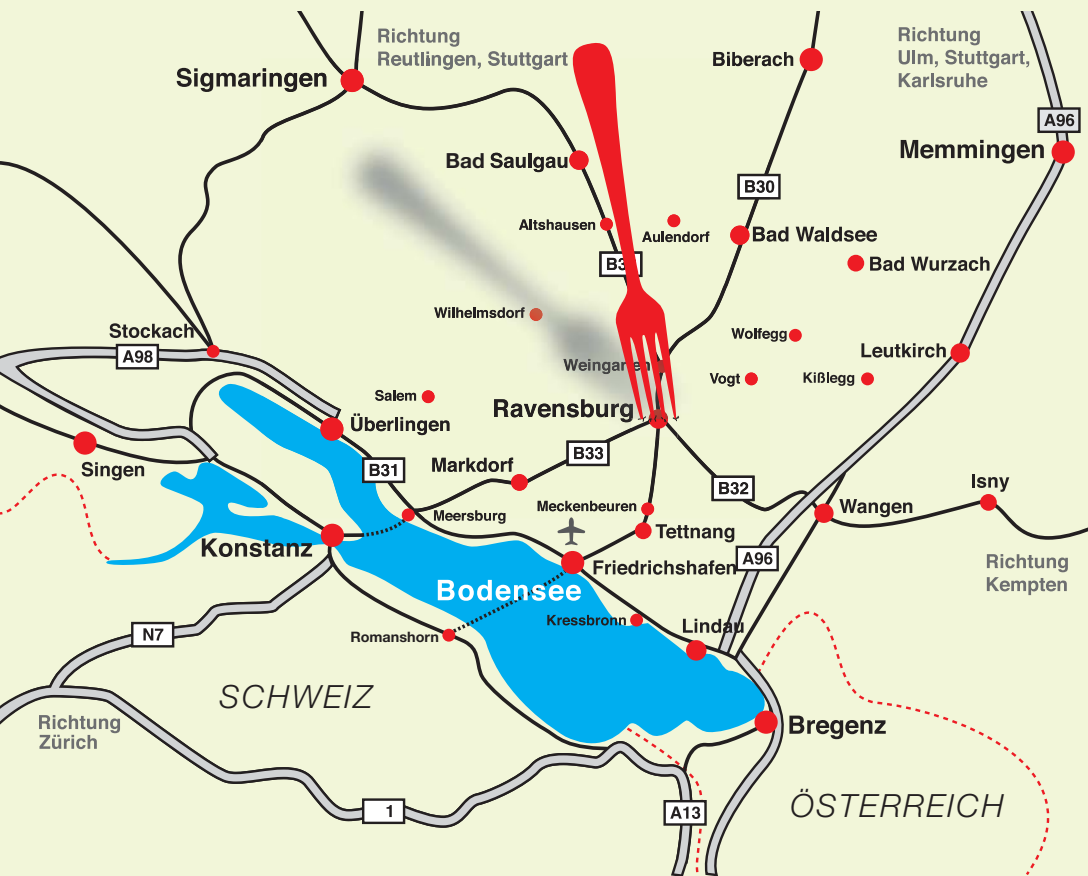 Richtung
Reutlingen, Stuttgart
Richtung
Ulm, Stuttgart,
Karlsruhe
Sigmaringen
Biberach
A96
Memmingen
Bad Saulgau
B30
Altshausen
Aulendorf
Bad Waldsee
Bad Wurzach
Wilhelmsdorf
Wolfegg
Stockach
A98
Leutkirch
Weingarten
Vogt
Kißlegg
Salem
Ravensburg
Überlingen
Singen
B31
Markdorf
B33
B32
Isny
Meersburg
Meckenbeuren
Wangen
Konstanz
Tettnang
Friedrichshafen
A96
Richtung
Kempten
Bodensee
Kressbronn
Lindau
N7
Romanshorn
SCHWEIZ
Richtung
Zürich
Bregenz
1
A13
ÖSTERREICH